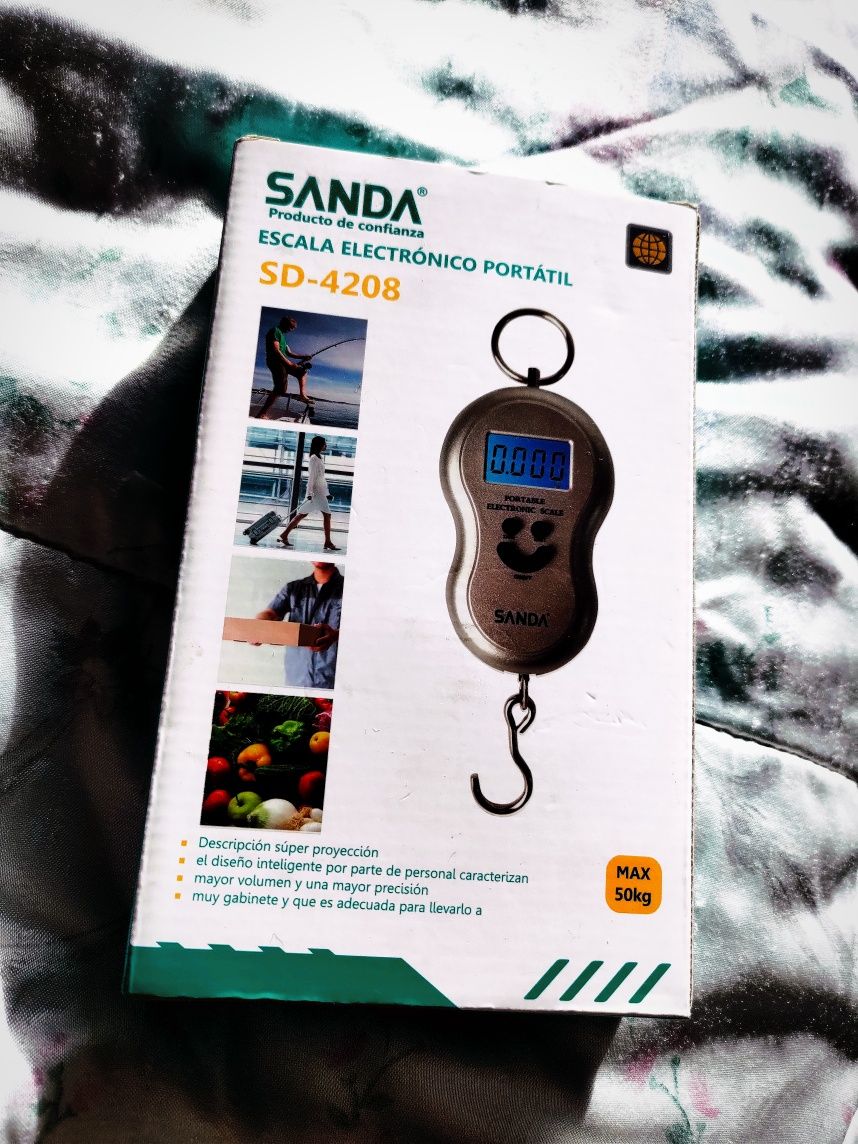 SANDA®
Producto de confianza
ESCALA ELECTRÓNICO PORTÁTIL
SD-4208
0.000
PORTABLE
ELECTRONIC SCALE
SANDA
Descripción súper proyección
el diseño inteligente por parte de personal caracterizan
mayor volumen y una mayor precisión
muy gabinete y que es adecuada para llevarlo a
MAX
50kg